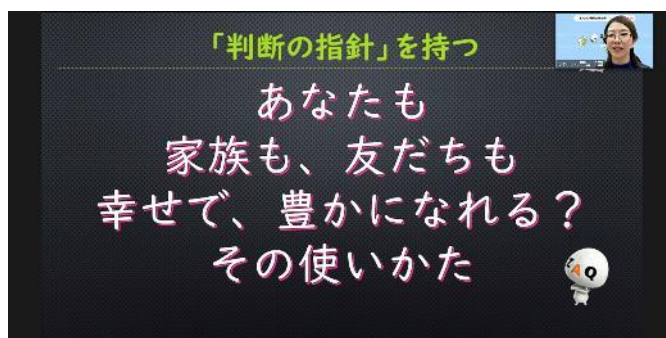 「判断の指針」を持つ
あなたも
家族も、友だちも
幸せで、豊かになれる？
その使いかた